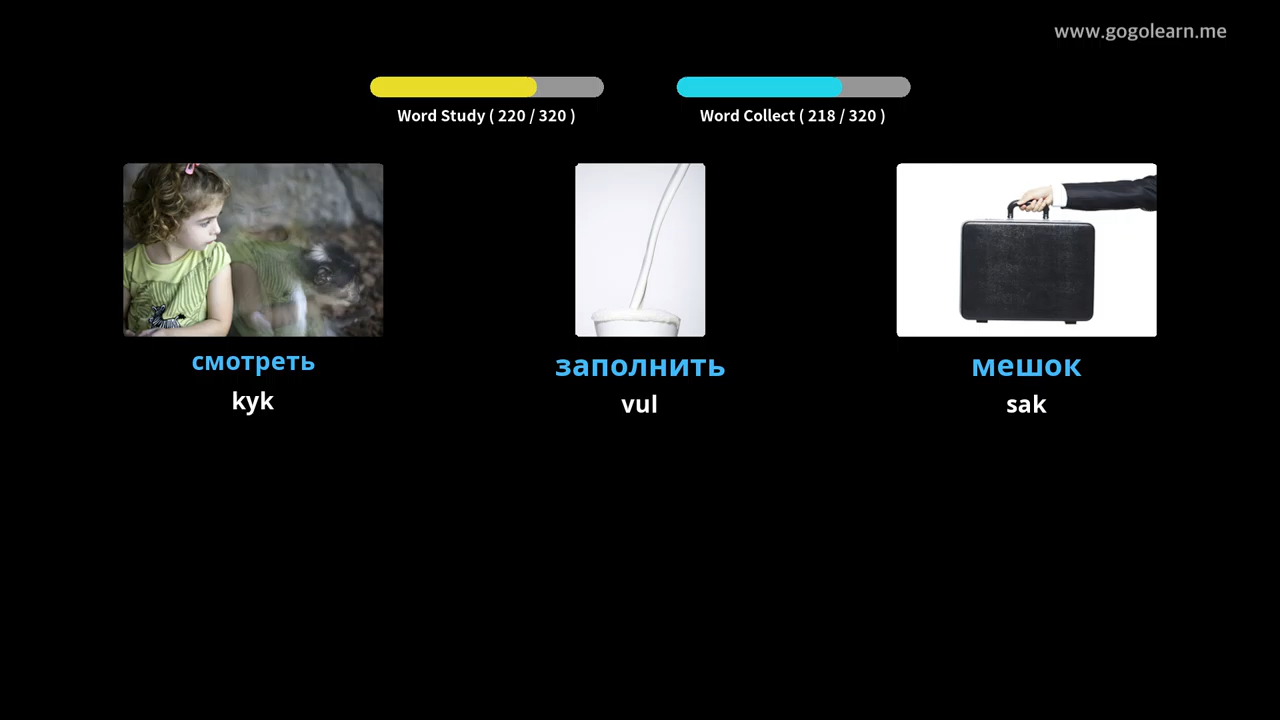 www.gogolearn.me
Word Study ( 220 / 320 )
Word Collect ( 218 / 320 )
смотреть
kyk
заполнить
vul
мешок
sak